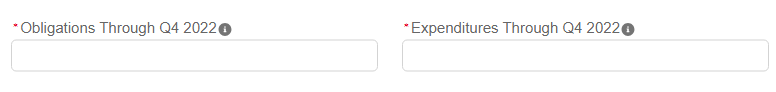 *Obligations Through Q4 2022
*Expenditures Through Q4 2022